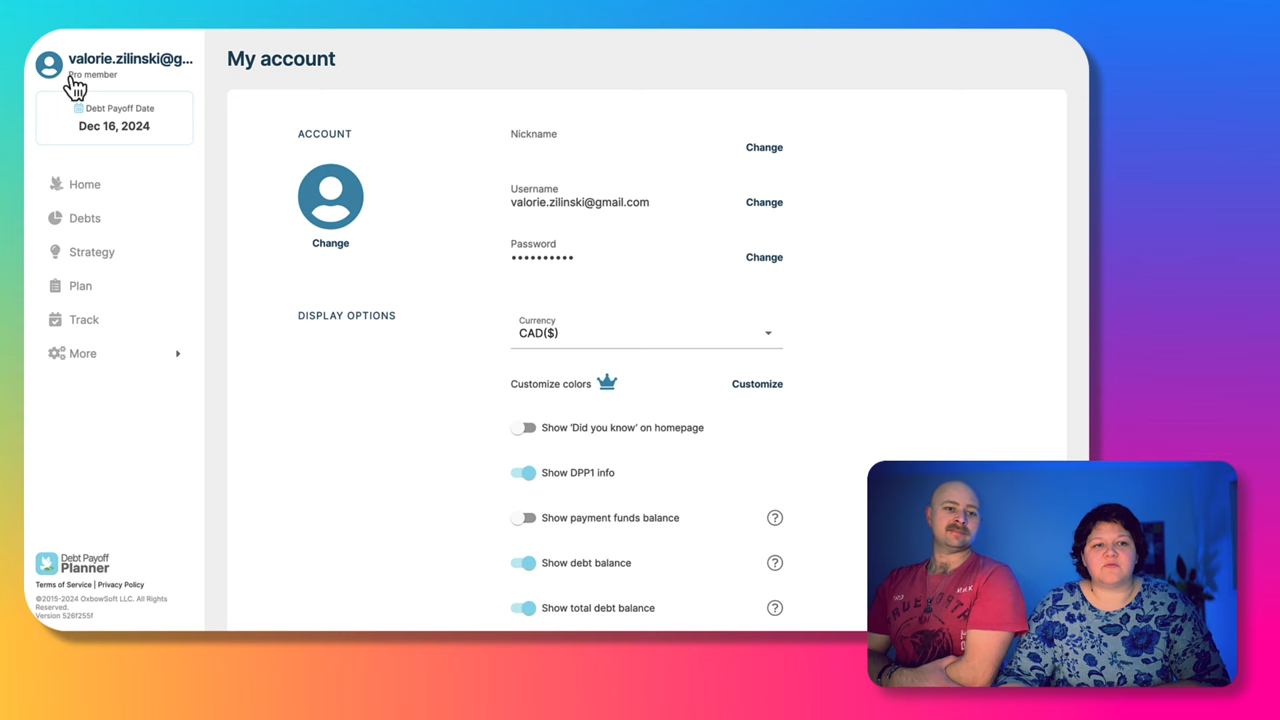 valorie.zilinski@g...
Pro member
Debt Payoff Date
Dec 16, 2024
Home
Debts
Strategy
Plan
Track
More
Debt Payoff
Planner
Terms of Service | Privacy Policy
©2015-2024 OxbowSoft LLC. All Rights
Reserved.
Version 526f255f
My account
ACCOUNT
Change
Nickname
Change
Username
valorie.zilinski@gmail.com
Change
Password
••••••••••
Change
DISPLAY OPTIONS
Currency
CAD($)
Customize colors
Customize
Show 'Did you know' on homepage
Show DPP1 info
Show payment funds balance
?
Show debt balance
?
Show total debt balance
?
TRUE NORTH